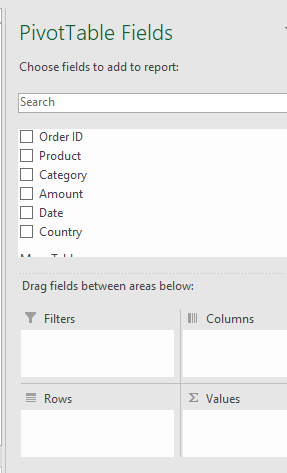 PivotTable Fields
Choose fields to add to report:
Search
Order ID
Product
Category
Amount
Date
Country
Drag fields between areas below:
Filters
Columns
Rows
Values